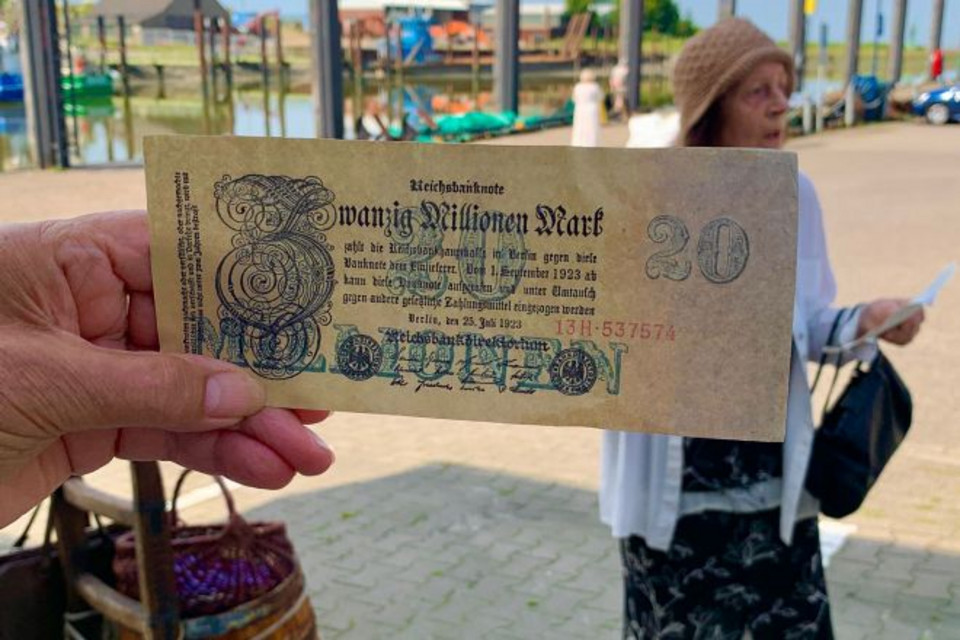 Reichsbanknote
Zwanzig Millionen Mark
20
zahlt die Reichsbankhauptkasse in Berlin gegen diese
Banknote dem Einlieferer. Vom 1. September 1923 ab
kann diese Banknote aufgerufen und unter Umtausch
gegen andere gesetzliche Zahlungsmittel eingezogen werden
Berlin, den 25. Juli 1923
13H·537574
Reichsbankdirektorium
20
MILLIONEN